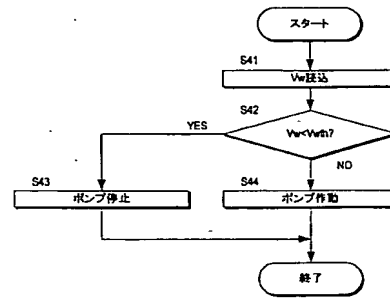 スタート
S41
Vw読込
S42
Vw<Vwth?
YES
NO
S43
ポンプ停止
S44
ポンプ作動
終了